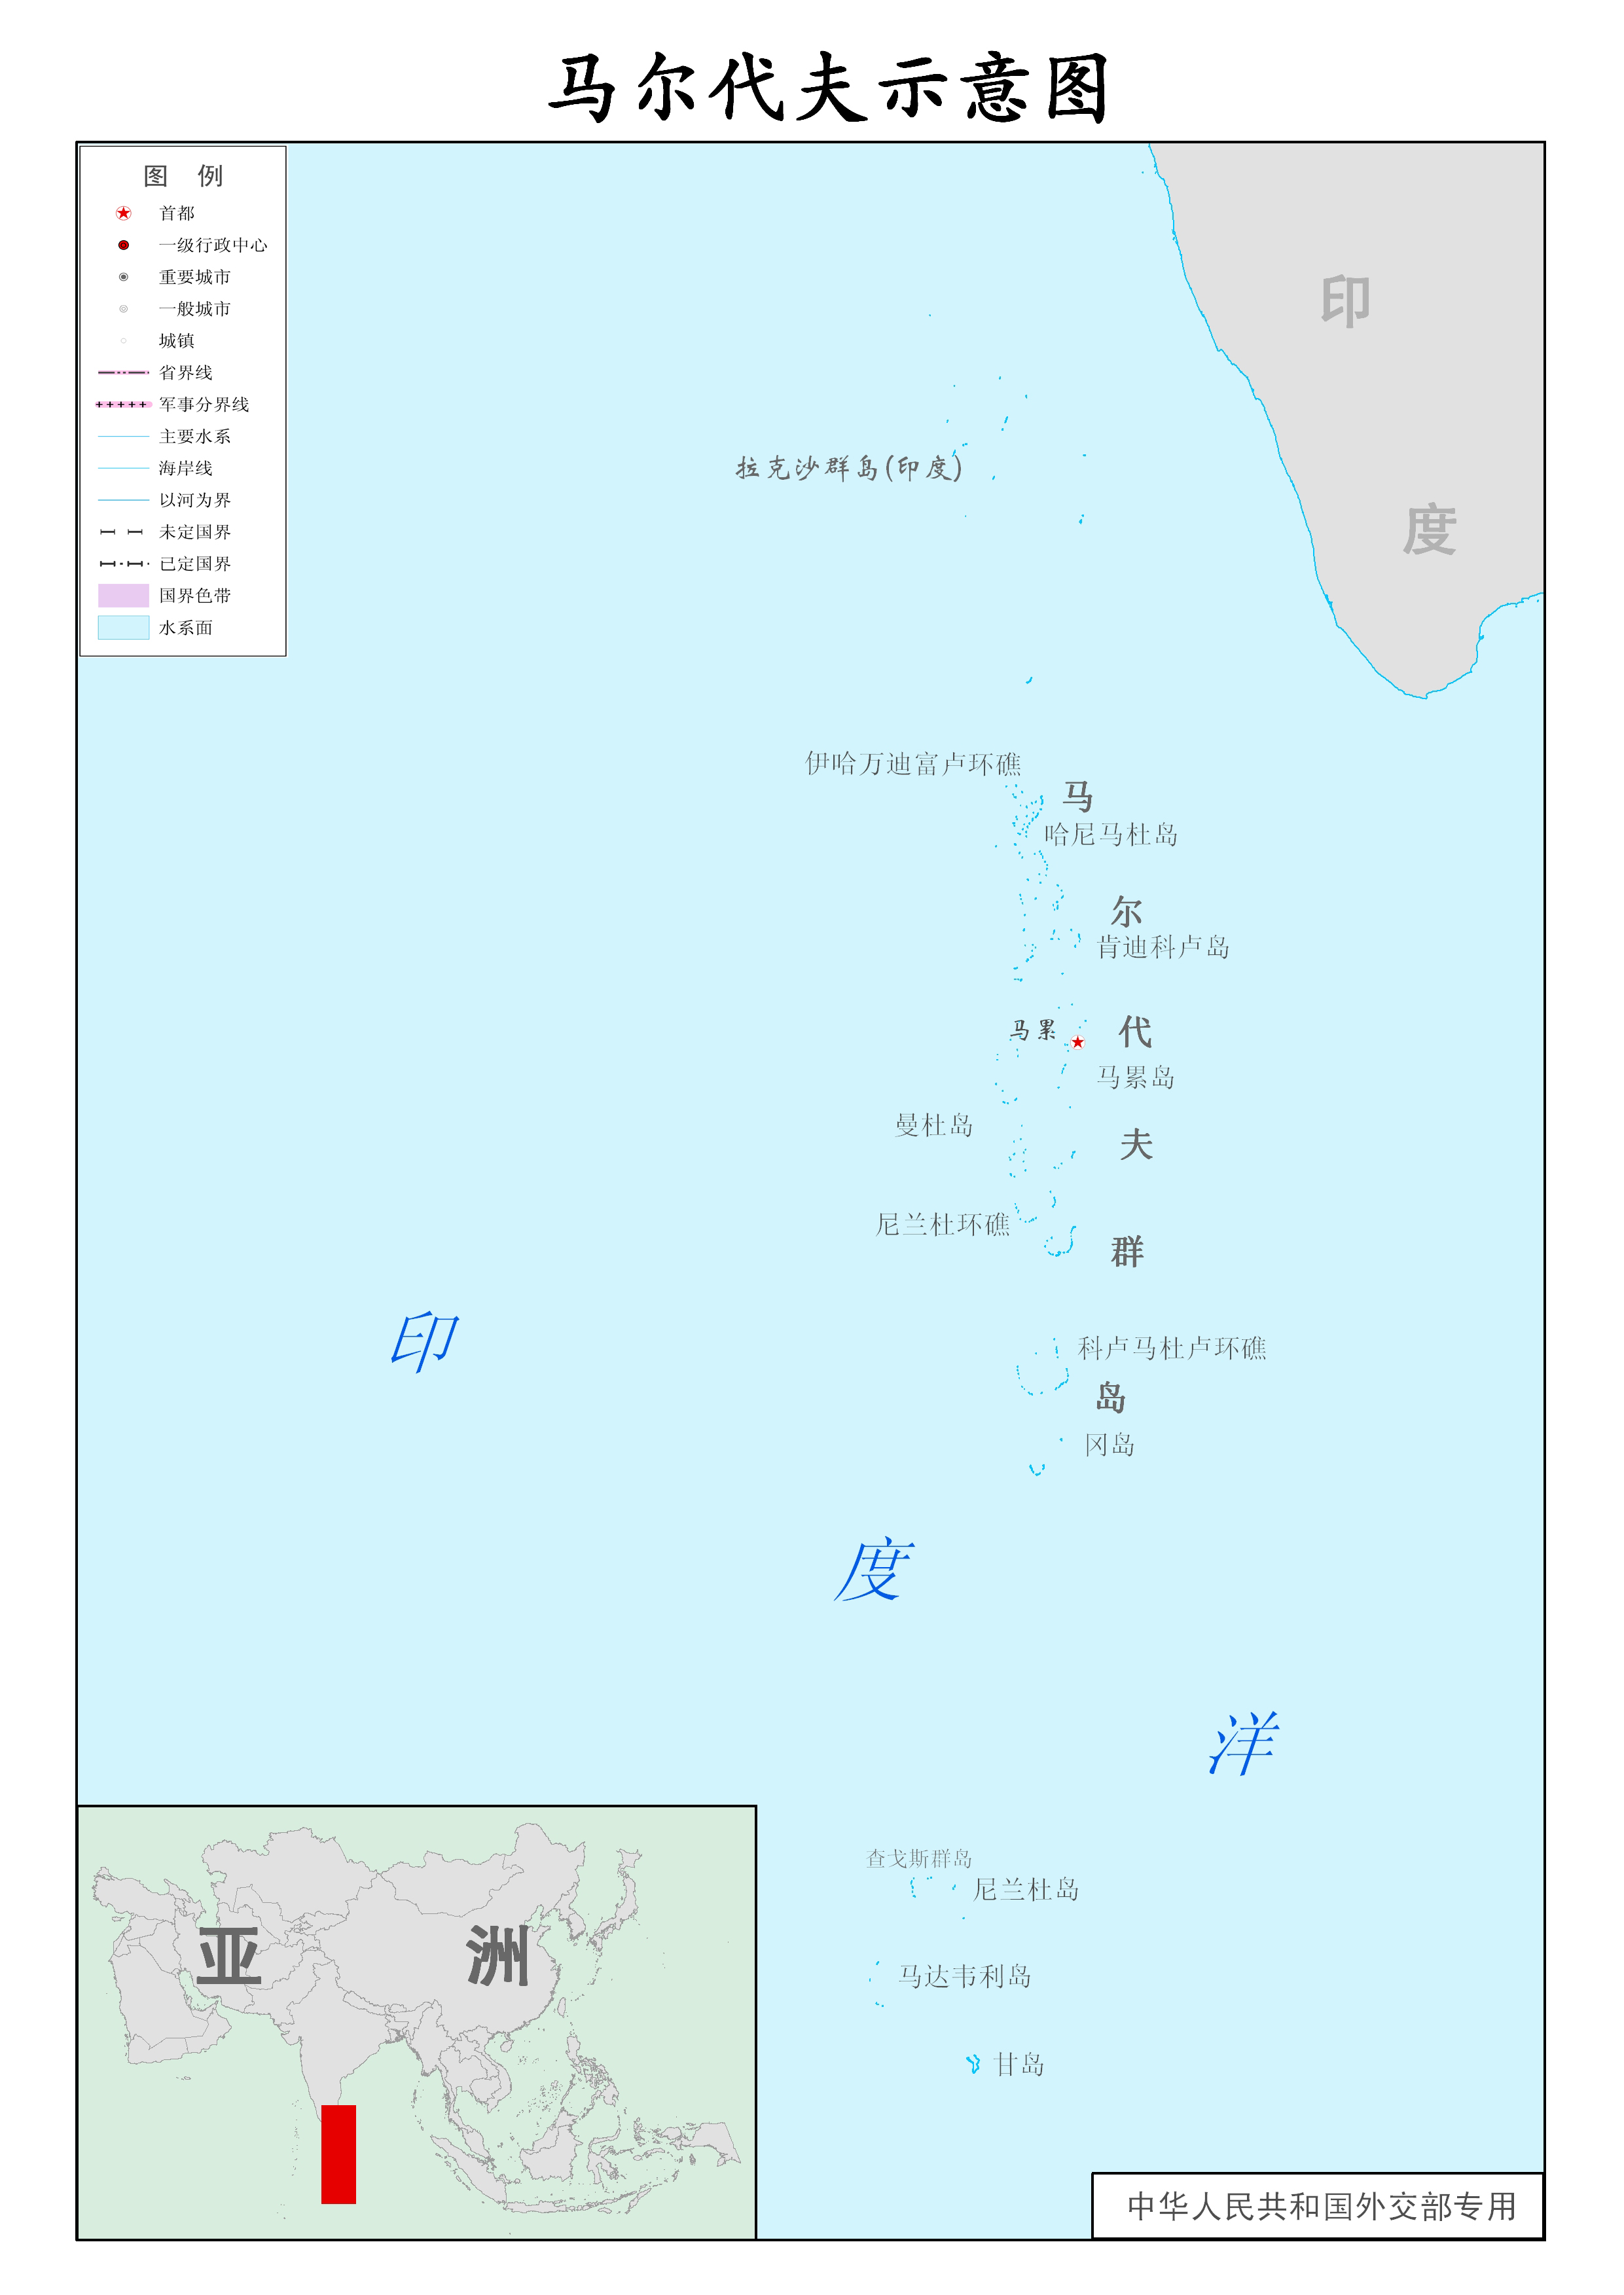 马尔代夫示意图
图 例
首都
一级行政中心
重要城市
一般城市
城镇
省界线
军事分界线
主要水系
海岸线
以河为界
未定国界
已定国界
国界色带
水系面
印
度
拉克沙群岛(印度)
伊哈万迪富卢环礁
马
哈尼马杜岛
尔
肯迪科卢岛
马累
代
马累岛
曼杜岛
夫
尼兰杜环礁
群
科卢马杜卢环礁
岛
冈岛
印
度
洋
查戈斯群岛
尼兰杜岛
马达韦利岛
甘岛
亚 洲
中华人民共和国外交部专用